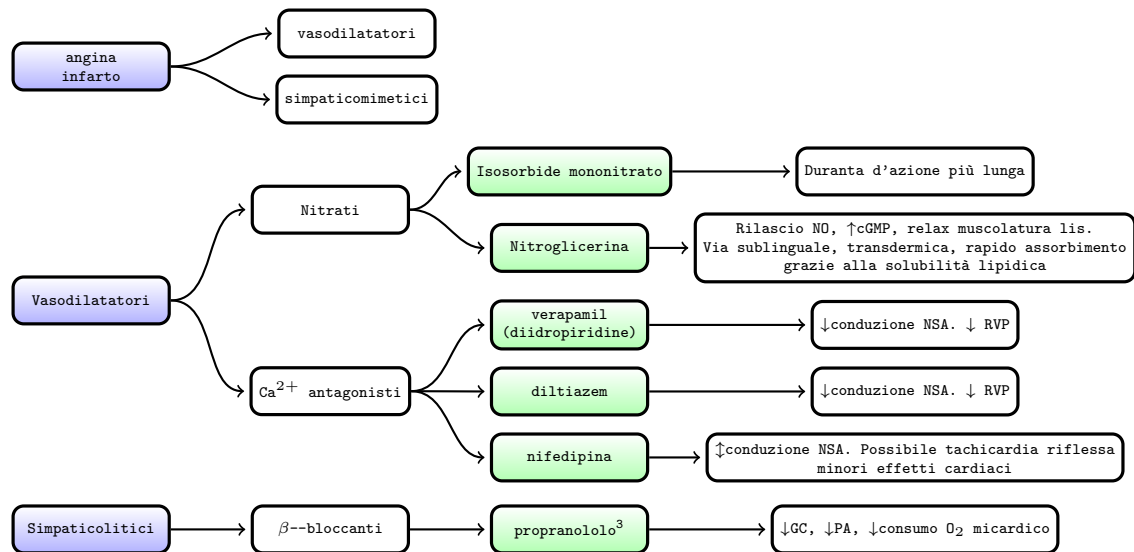 angina
infarto
vasodilatatori
simpaticomimetici
Vasodilatatori
Nitrati
Isosorbide mononitrato
Duranta d'azione più lunga
Nitroglicerina
Rilascio NO, ↑cGMP, relax muscolatura lis.
Via sublinguale, transdermica, rapido assorbimento
grazie alla solubilità lipidica
Ca²⁺ antagonisti
verapamil
(diidropiridine)
↓conduzione NSA. ↓ RVP
diltiazem
↓conduzione NSA. ↓ RVP
nifedipina
↕conduzione NSA. Possibile tachicardia riflessa
minori effetti cardiaci
Simpaticolitici
β--bloccanti
propranololo³
↓GC, ↓PA, ↓consumo O₂ micardico